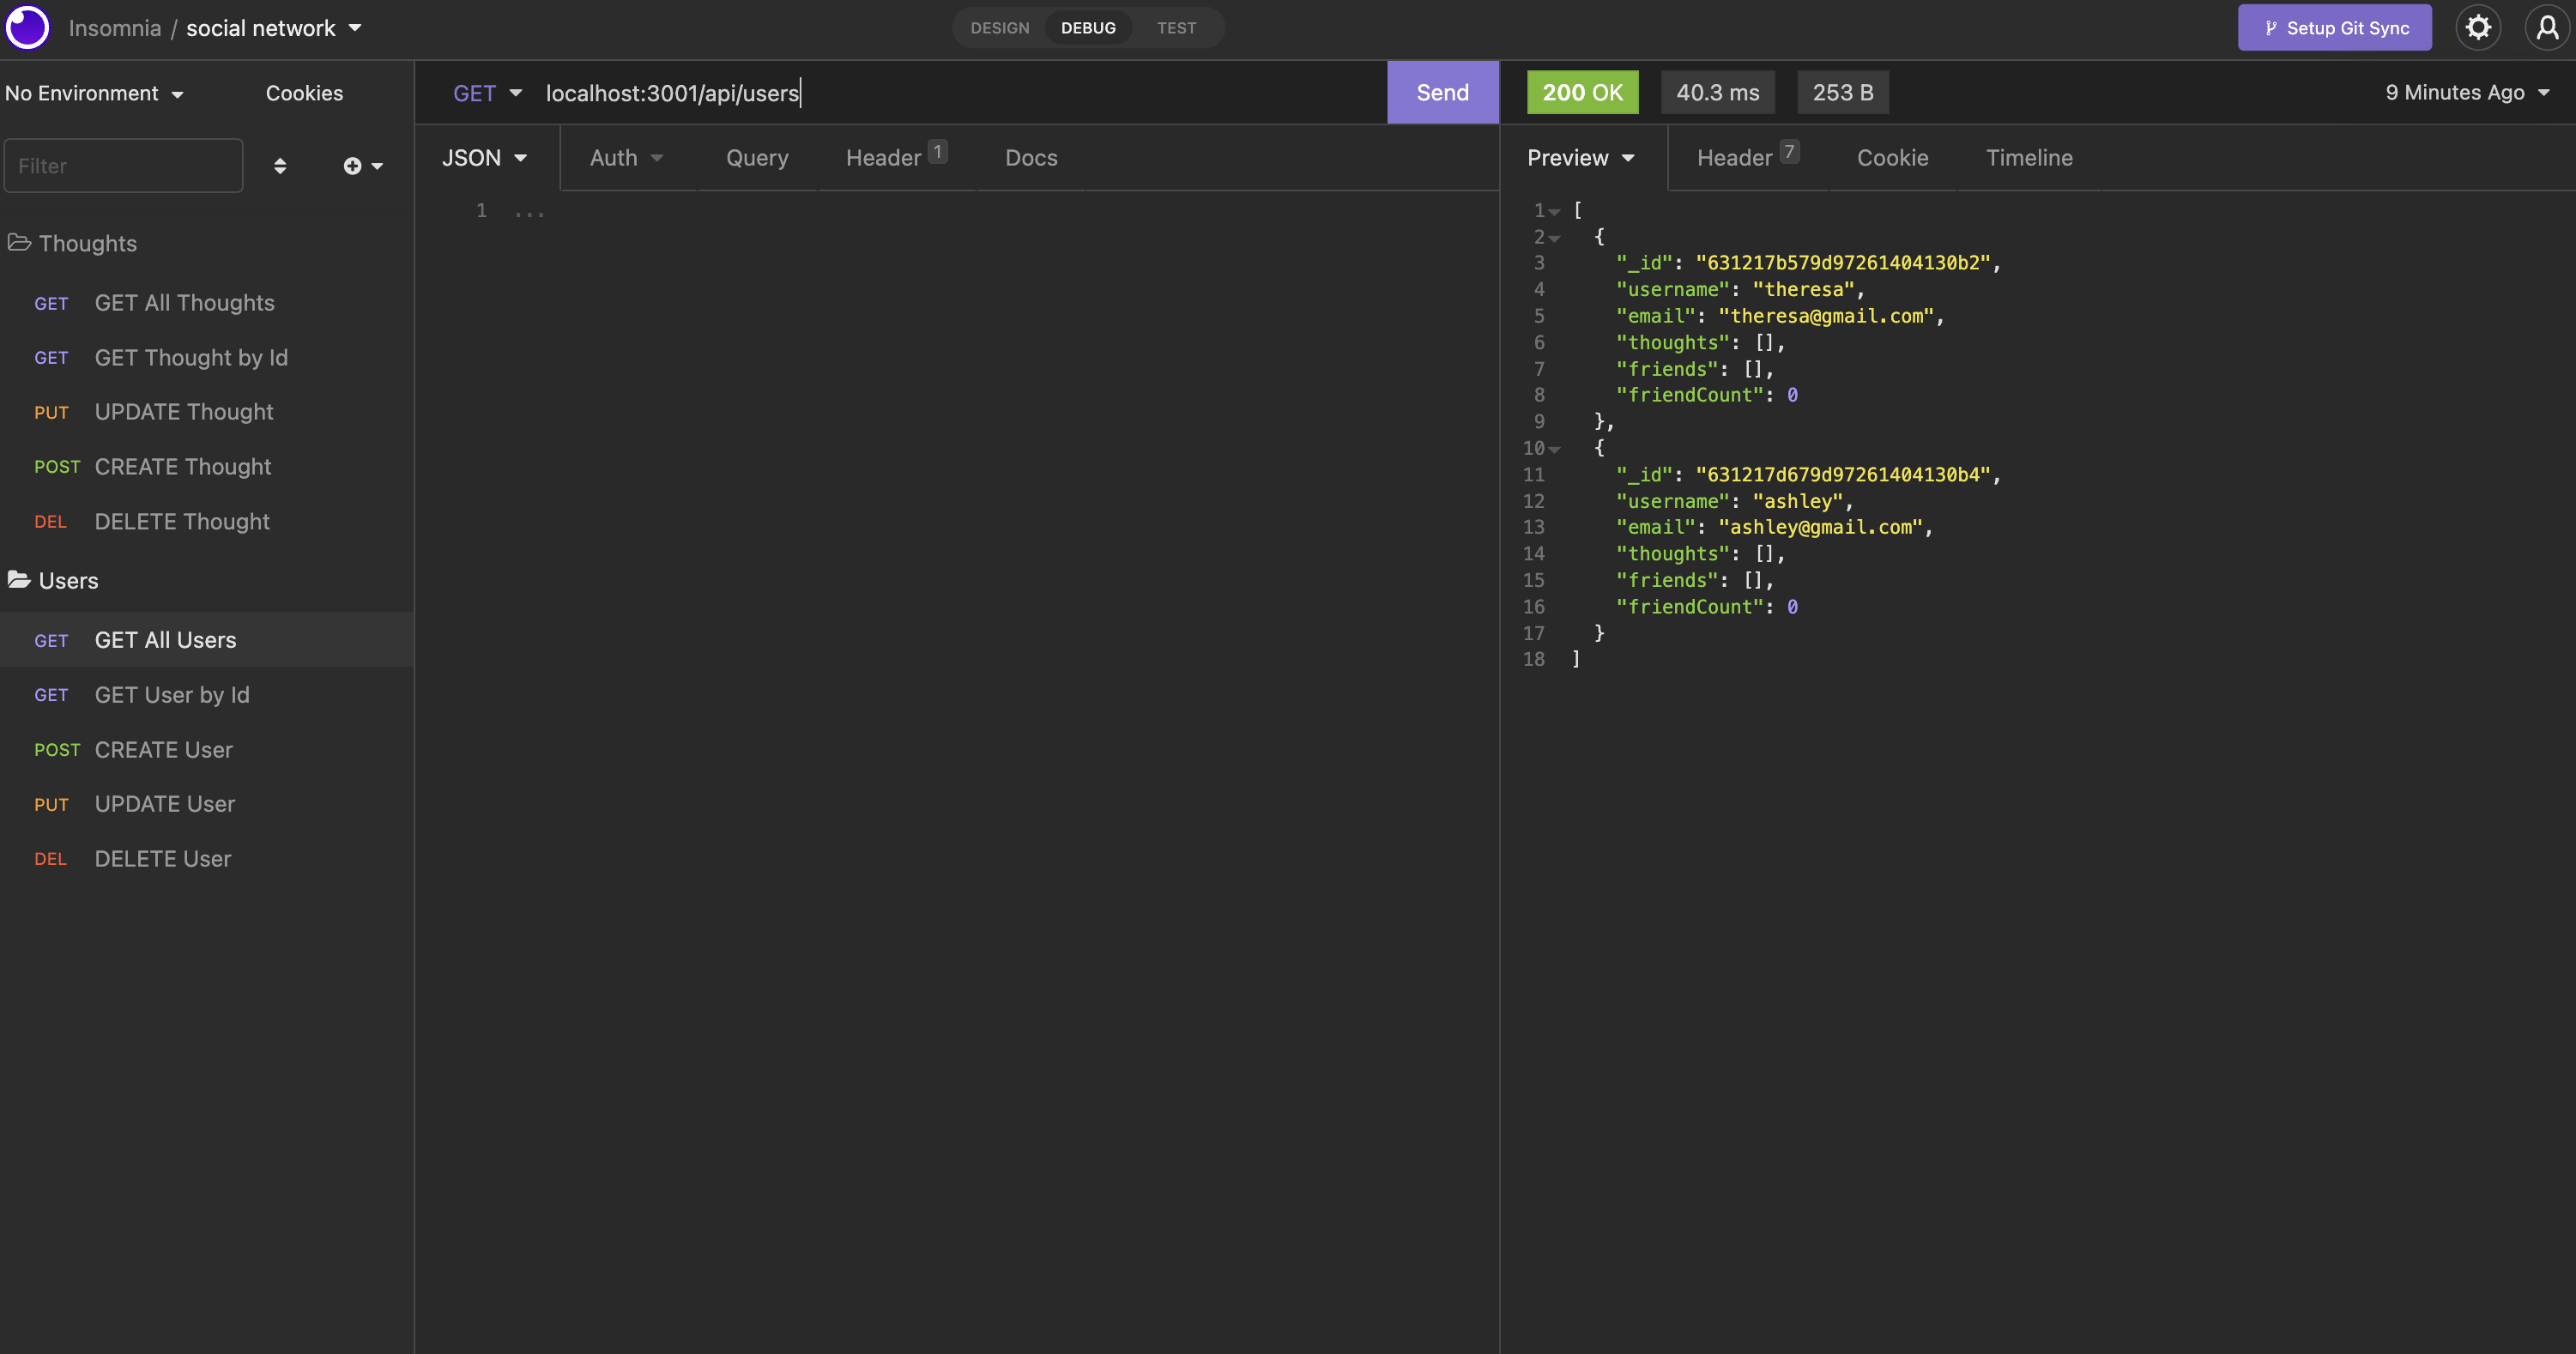 Insomnia / social network
DESIGN DEBUG TEST
Setup Git Sync
No Environment Cookies
Filter
Thoughts
GET GET All Thoughts
GET GET Thought by Id
PUT UPDATE Thought
POST CREATE Thought
DEL DELETE Thought
Users
GET GET All Users
GET GET User by Id
POST CREATE User
PUT UPDATE User
DEL DELETE User
GET localhost:3001/api/users Send
JSON Auth Query Header 1 Docs
1 ...
200 OK 40.3 ms 253 B 9 Minutes Ago
Preview Header 7 Cookie Timeline
1 [
2 {
3 "_id": "631217b579d97261404130b2",
4 "username": "theresa",
5 "email": "theresa@gmail.com",
6 "thoughts": [],
7 "friends": [],
8 "friendCount": 0
9 },
10 {
11 "_id": "631217d679d97261404130b4",
12 "username": "ashley",
13 "email": "ashley@gmail.com",
14 "thoughts": [],
15 "friends": [],
16 "friendCount": 0
17 }
18 ]